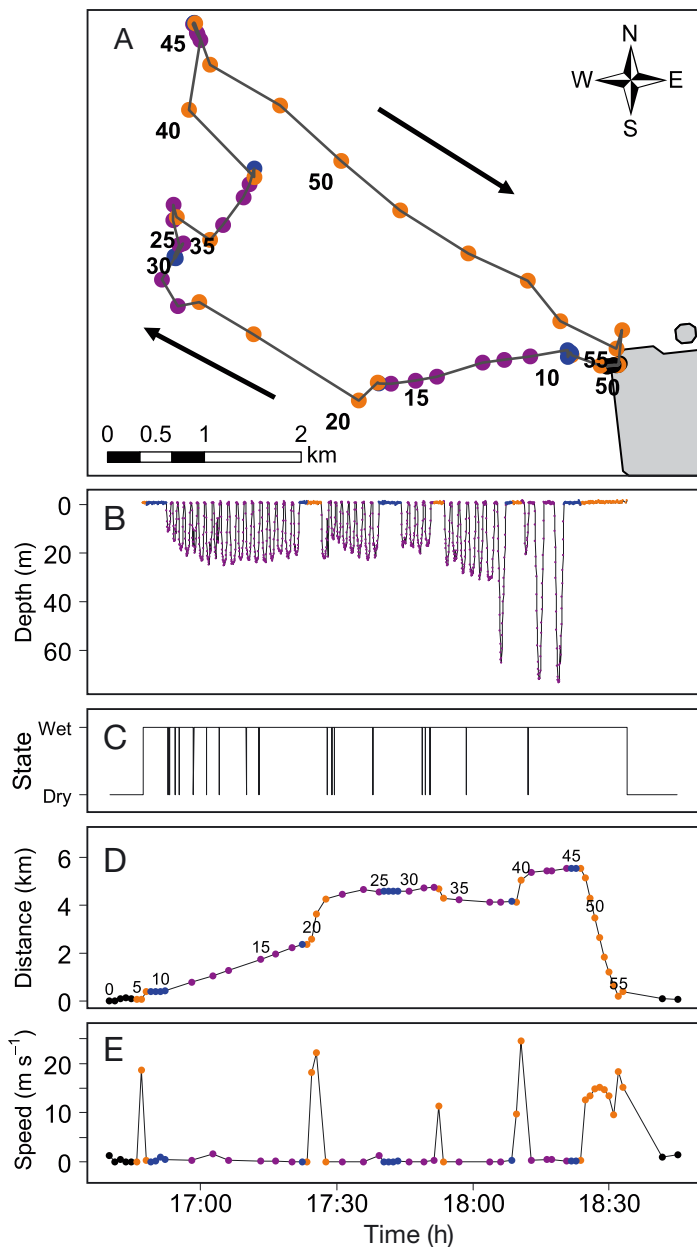 A
N
W E
S
45
40
50
25
35
30
55
10
50
15
20
0 0.5 1 2
km
B
0
20
40
60
Depth (m)
C
Wet
Dry
State
D
6
4
2
0
Distance (km)
0 5 10 15 20 25 30 35 40 45 50 55
E
20
10
0
Speed (m s⁻¹)
17:00 17:30 18:00 18:30
Time (h)